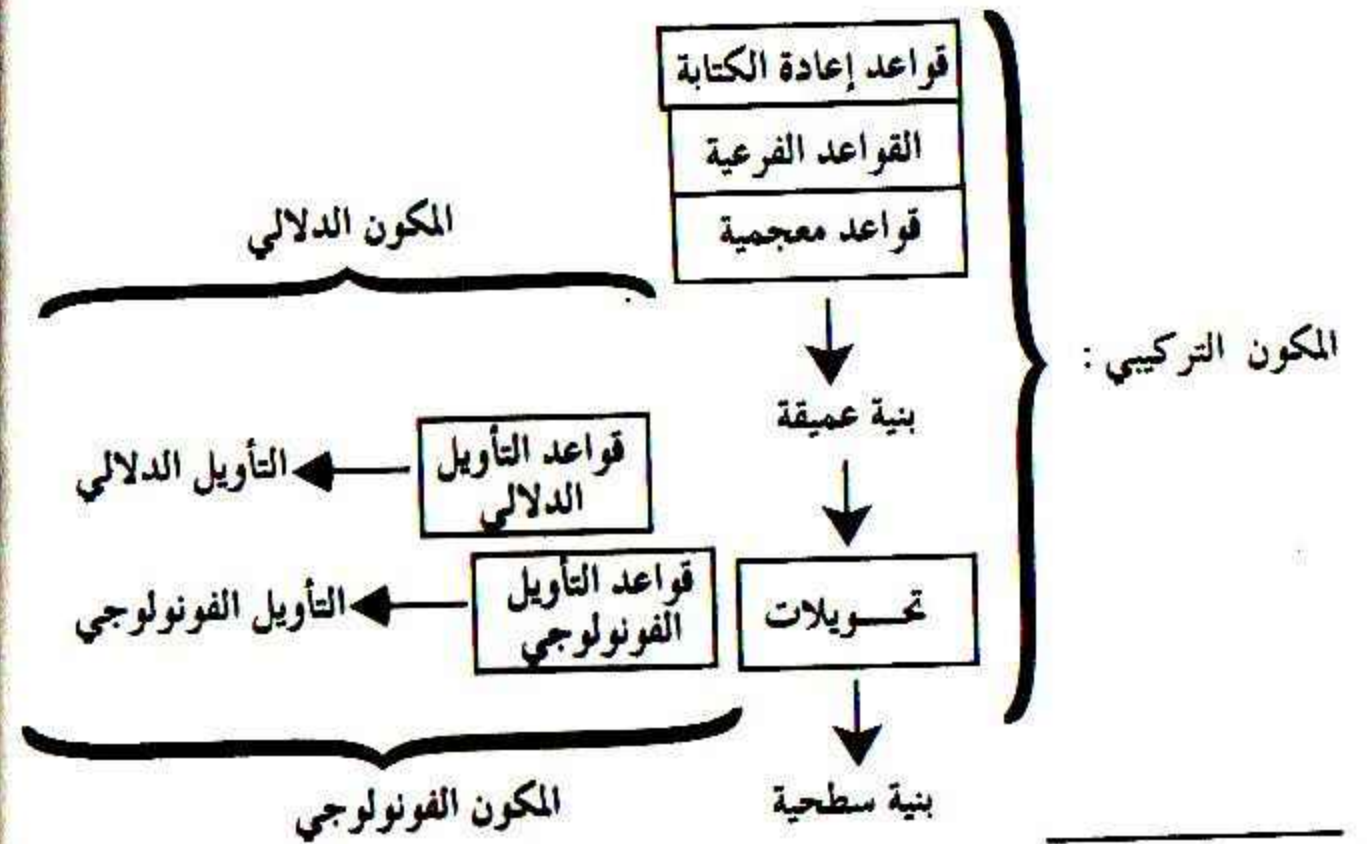 قواعد إعادة الكتابة
القواعد الفرعية
قواعد معجمية
المكون الدلالي
المكون التركيبي :
بنية عميقة
قواعد التأويل
الدلالي
التأويل الدلالي
تحـــويلات
قواعد التأويل
الفونولوجي
التأويل الفونولوجي
بنية سطحية
المكون الفونولوجي